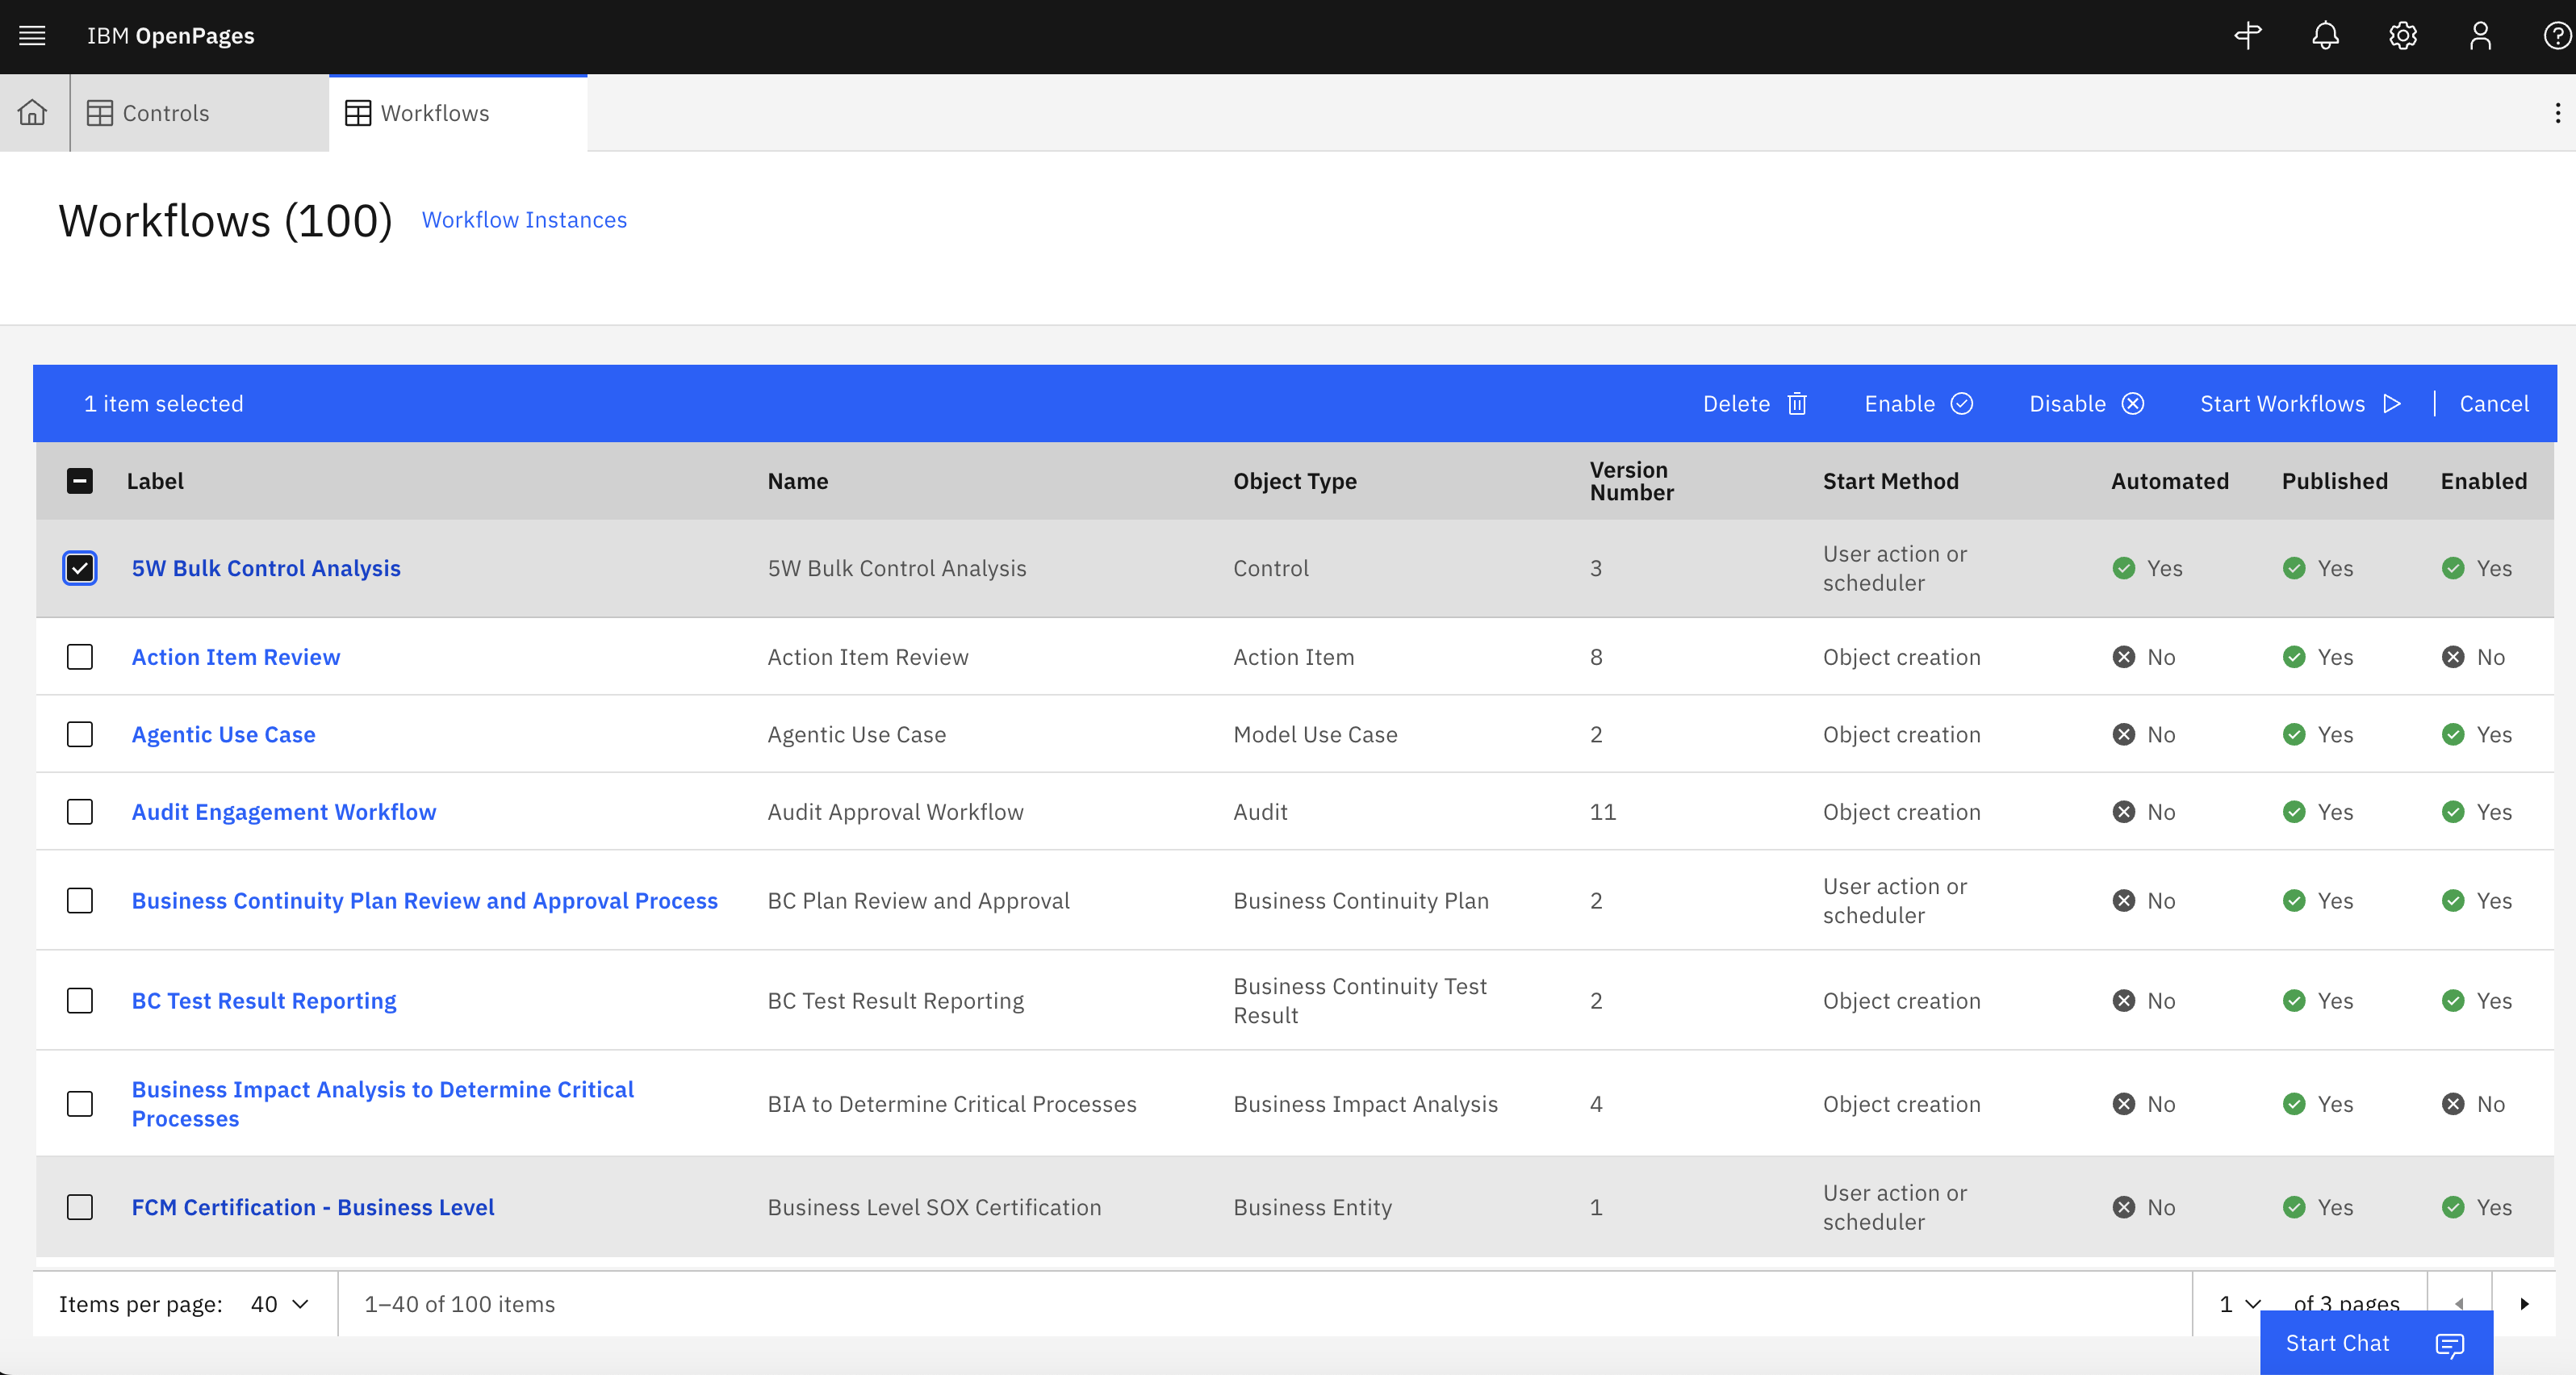 IBM OpenPages
Controls
Workflows
Workflows (100) Workflow Instances
1 item selected Delete Enable Disable Start Workflows Cancel
Label Name Object Type Version Number Start Method Automated Published Enabled
5W Bulk Control Analysis 5W Bulk Control Analysis Control 3 User action or scheduler Yes Yes Yes
Action Item Review Action Item Review Action Item 8 Object creation No Yes No
Agentic Use Case Agentic Use Case Model Use Case 2 Object creation No Yes Yes
Audit Engagement Workflow Audit Approval Workflow Audit 11 Object creation No Yes Yes
Business Continuity Plan Review and Approval Process BC Plan Review and Approval Business Continuity Plan 2 User action or scheduler No Yes Yes
BC Test Result Reporting BC Test Result Reporting Business Continuity Test Result 2 Object creation No Yes Yes
Business Impact Analysis to Determine Critical Processes BIA to Determine Critical Processes Business Impact Analysis 4 Object creation No Yes No
FCM Certification - Business Level Business Level SOX Certification Business Entity 1 User action or scheduler No Yes Yes
Items per page: 40 1–40 of 100 items 1 of 3 pages
Start Chat